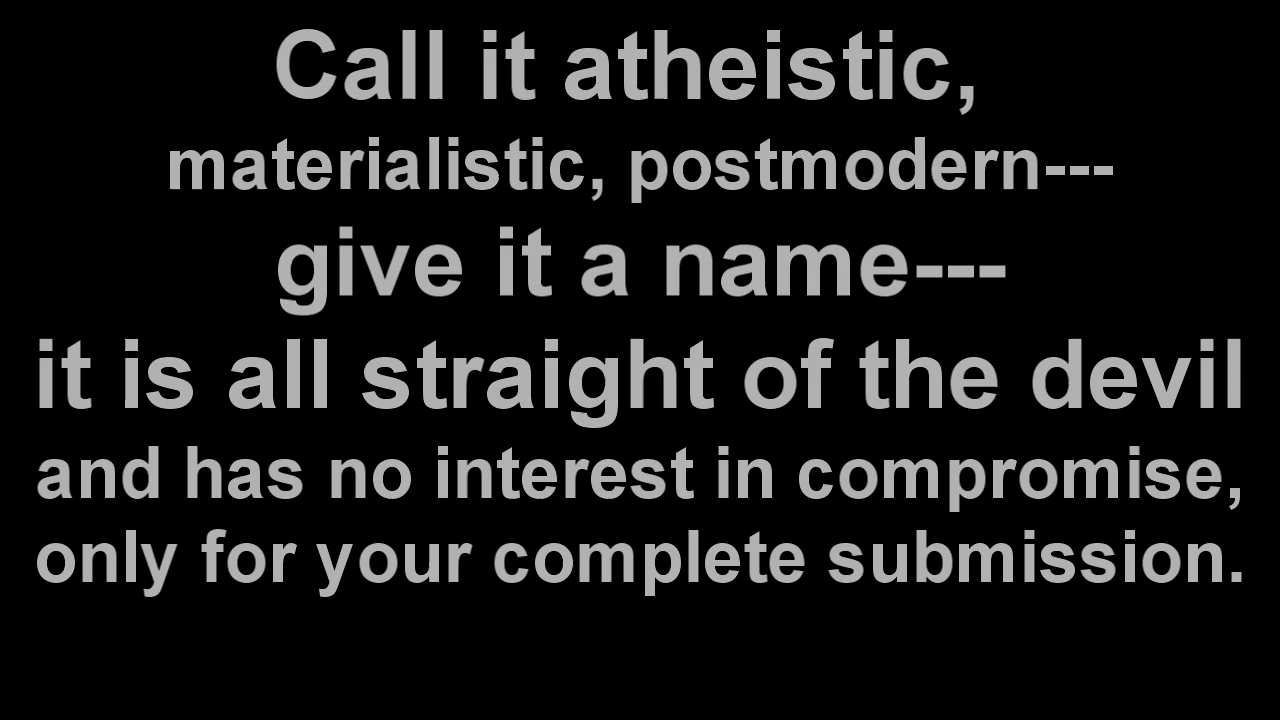 Call it atheistic,
materialistic, postmodern---
give it a name---
it is all straight of the devil
and has no interest in compromise,
only for your complete submission.